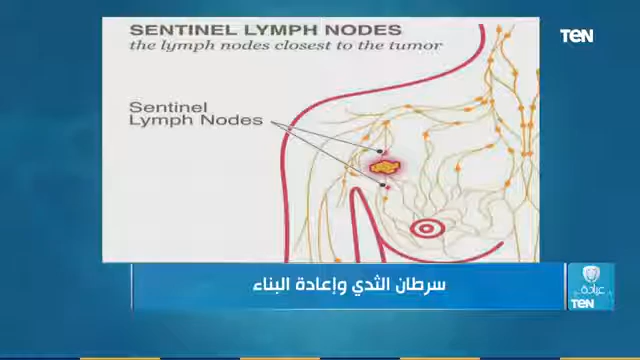 SENTINEL LYMPH NODES
the lymph nodes closest to the tumor
TEN
Sentinel
Lymph Nodes
سرطان الثدي وإعادة البناء
عيادة
TEN